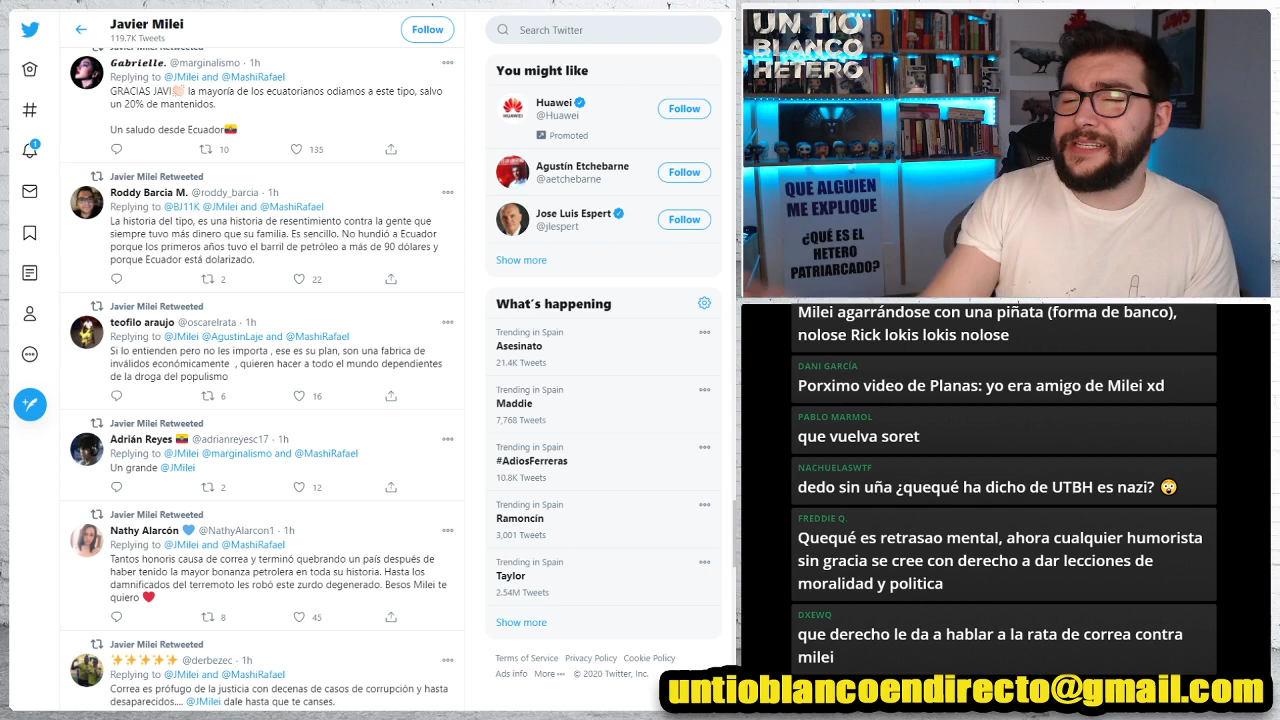 Javier Milei
119.7K Tweets
Follow
Javier Milei Retweeted
Gabrielle. @marginalismo · 1h
Replying to @JMilei and @MashiRafael
GRACIAS JAVI👏🏻 la mayoría de los ecuatorianos odiamos a este tipo, salvo
un 20% de mantenidos.
Un saludo desde Ecuador🇪🇨
10
135
Javier Milei Retweeted
Roddy Barcia M. @roddy_barcia · 1h
Replying to @BJ11K @JMilei and @MashiRafael
La historia del tipo, es una historia de resentimiento contra la gente que
siempre tuvo más dinero que su familia. Es sencillo. No hundió a Ecuador
porque los primeros años tuvo el barril de petróleo a más de 90 dólares y
porque Ecuador está dolarizado.
2
22
Javier Milei Retweeted
teofilo araujo @oscarelrata · 1h
Replying to @JMilei @AgustinLaje and @MashiRafael
Si lo entienden pero no les importa , ese es su plan, son una fabrica de
inválidos económicamente , quieren hacer a todo el mundo dependientes
de la droga del populismo
6
16
Javier Milei Retweeted
Adrián Reyes 🇪🇨 @adrianreyesc17 · 1h
Replying to @JMilei @marginalismo and @MashiRafael
Un grande @JMilei
2
12
Javier Milei Retweeted
Nathy Alarcón 💙 @NathyAlarcon1 · 1h
Replying to @JMilei and @MashiRafael
Tantos honoris causa de correa y terminó quebrando un país después de
haber tenido la mayor bonanza petrolera en toda su historia. Hasta los
damnificados del terremoto les robó este zurdo degenerado. Besos Milei te
quiero ❤️
8
45
Javier Milei Retweeted
✨✨✨✨✨ @derbezec · 1h
Replying to @JMilei and @MashiRafael
Correa es prófugo de la justicia con decenas de casos de corrupción y hasta
desaparecidos.... @JMilei dale hasta que te canses.
1
Search Twitter
You might like
HUAWEI
Huawei
@Huawei
Promoted
Follow
Agustín Etchebarne
@aetchebarne
Follow
Jose Luis Espert
@jlespert
Follow
Show more
What's happening
Trending in Spain
Asesinato
21.4K Tweets
Trending in Spain
Maddie
7,768 Tweets
Trending in Spain
#AdiosFerreras
10.8K Tweets
Trending in Spain
Ramoncín
3,001 Tweets
Trending in Spain
Taylor
2.54M Tweets
Show more
Terms of Service Privacy Policy Cookie Policy
Ads info More © 2020 Twitter, Inc.
UN TIO
BLANCO
HETERO
QUE ALGUIEN
ME EXPLIQUE
¿QUÉ ES EL
HETERO
PATRIARCADO?
Milei agarrándose con una piñata (forma de banco),
nolose Rick lokis lokis nolose
DANI GARCÍA
Porximo video de Planas: yo era amigo de Milei xd
PABLO MARMOL
que vuelva soret
NACHUELASWTF
dedo sin uña ¿quequé ha dicho de UTBH es nazi? 😲
FREDDIE Q.
Quequé es retrasao mental, ahora cualquier humorista
sin gracia se cree con derecho a dar lecciones de
moralidad y politica
DXEWQ
que derecho le da a hablar a la rata de correa contra
milei
untioblancoendirecto@gmail.com